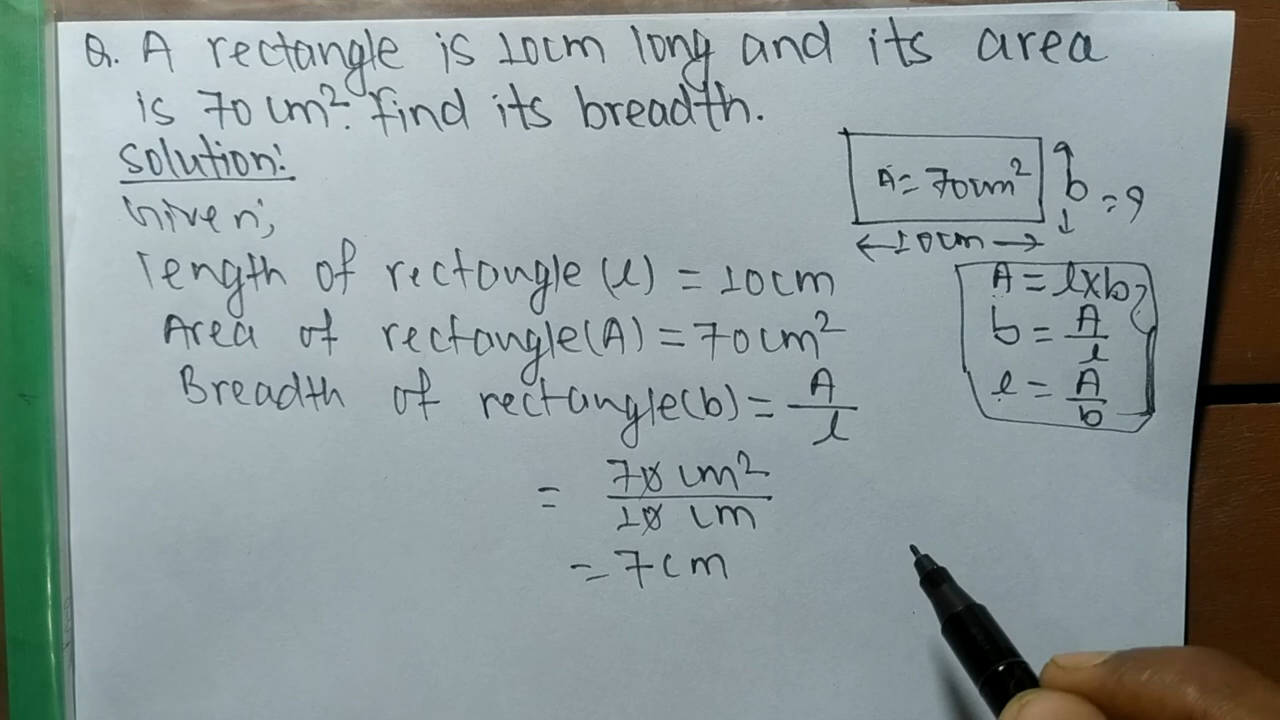 Q. A rectangle is 10cm long and its area
is 70 cm². find its breadth.
Solution:
Given,
length of rectangle (l) = 10cm
Area of rectangle(A) = 70cm²
Breadth of rectangle(b) = A/l
= 70 cm²/10 cm
= 7cm
A = 70cm²
b = ?
10cm
A = l×b
b = A/l
l = A/b